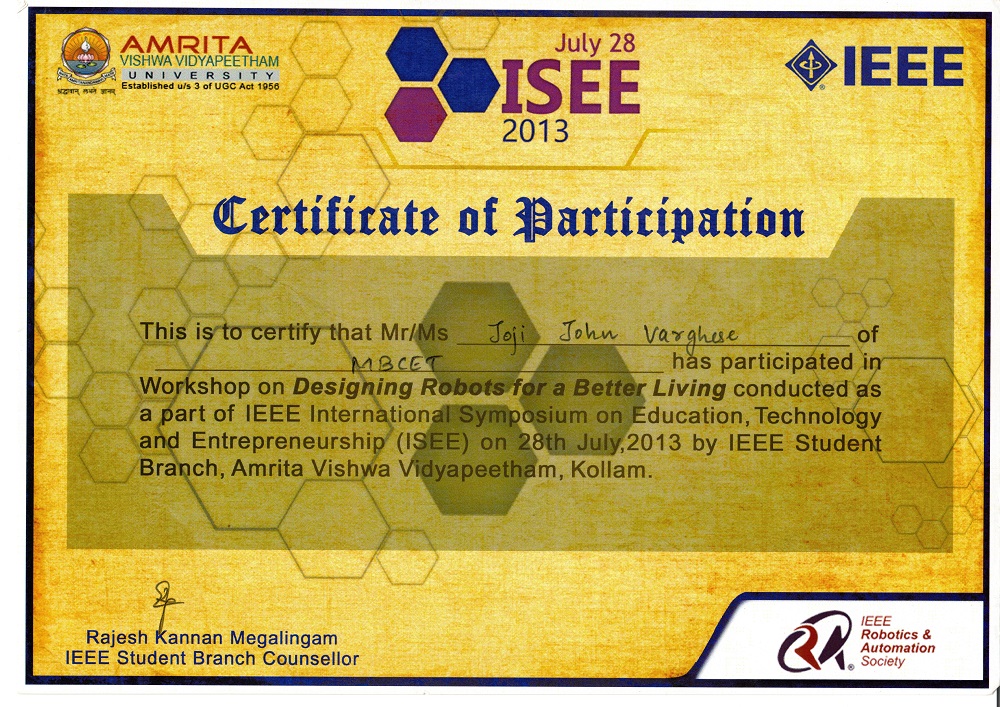 AMRITA
VISHWA VIDYAPEETHAM
UNIVERSITY
Established u/s 3 of UGC Act 1956
श्रद्धावान् लभते ज्ञानम्
July 28
ISEE
2013
IEEE
Certificate of Participation
This is to certify that Mr/Ms Joji John Varghese of
MBCET has participated in
Workshop on Designing Robots for a Better Living conducted as
a part of IEEE International Symposium on Education, Technology
and Entrepreneurship (ISEE) on 28th July,2013 by IEEE Student
Branch, Amrita Vishwa Vidyapeetham, Kollam.
Rajesh Kannan Megalingam
IEEE Student Branch Counsellor
IEEE
Robotics &
Automation
Society